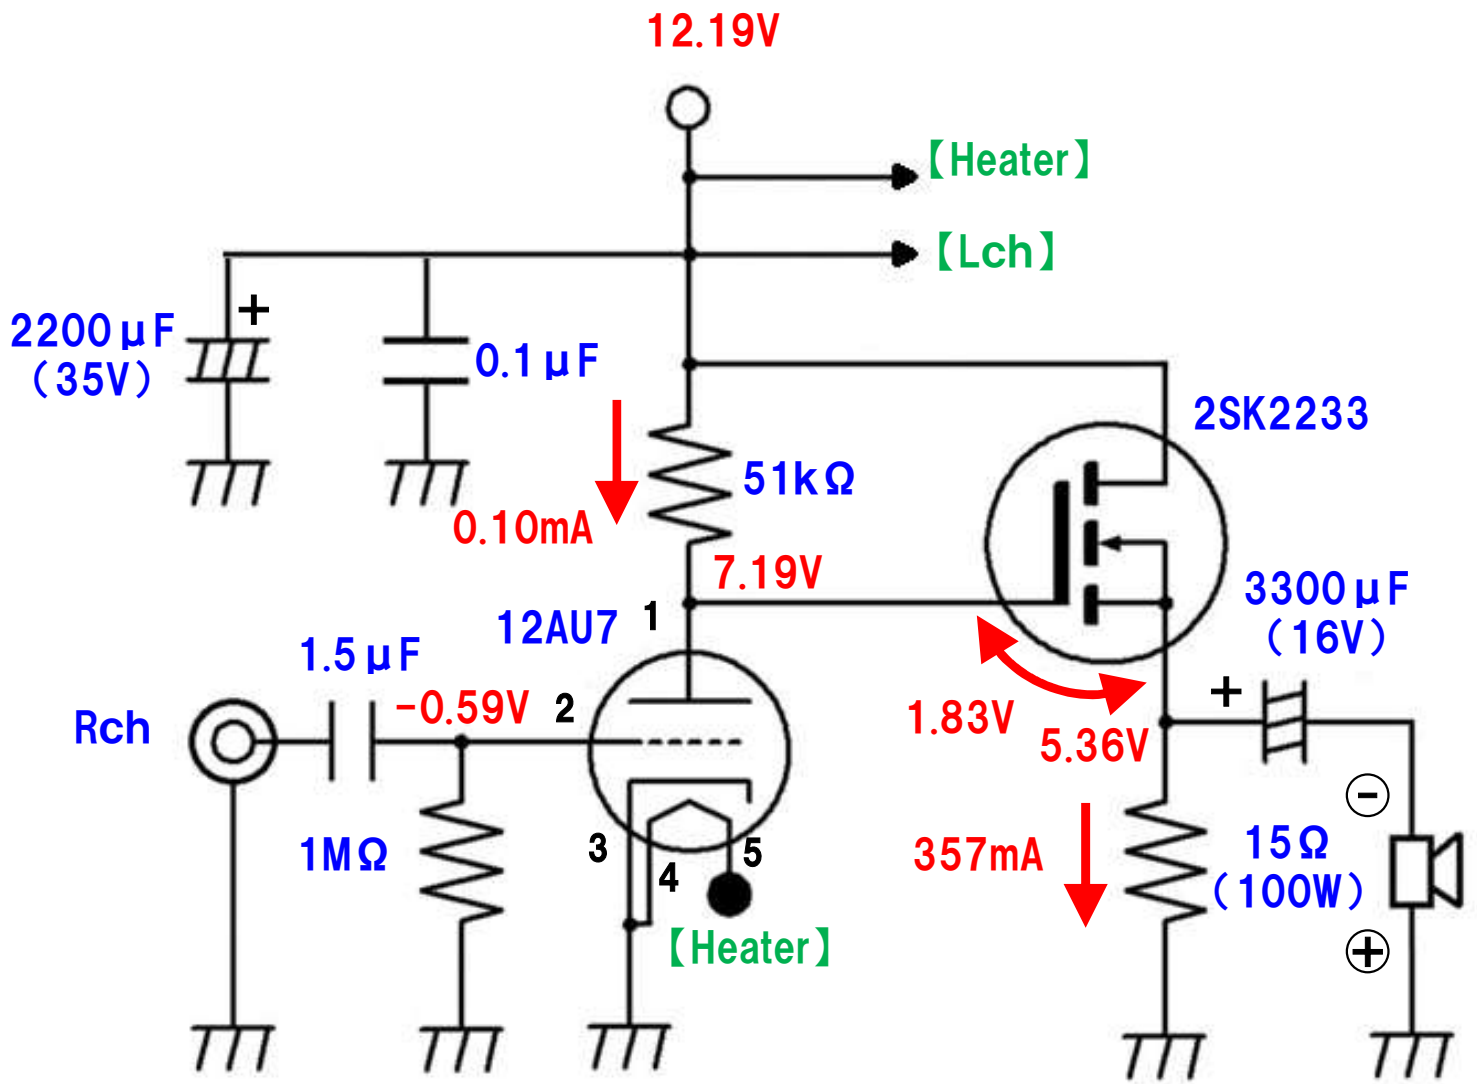 12.19V
【Heater】
【Lch】
+
2200μF
（35V）
0.1μF
2SK2233
51kΩ
0.10mA
7.19V
3300μF
（16V）
1
12AU7
1.5μF
-0.59V
2
Rch
+
1.83V
5.36V
-
3
4
5
1MΩ
357mA
15Ω
（100W）
【Heater】
+